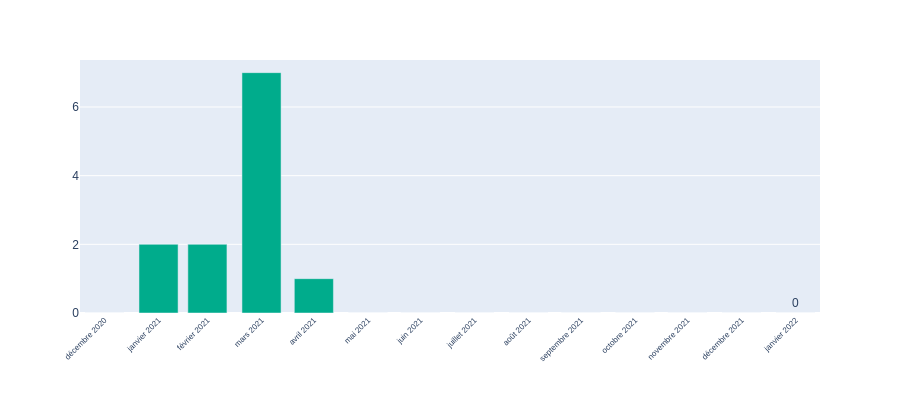 6
4
2
0
0
décembre 2020
janvier 2021
février 2021
mars 2021
avril 2021
mai 2021
juin 2021
juillet 2021
août 2021
septembre 2021
octobre 2021
novembre 2021
décembre 2021
janvier 2022